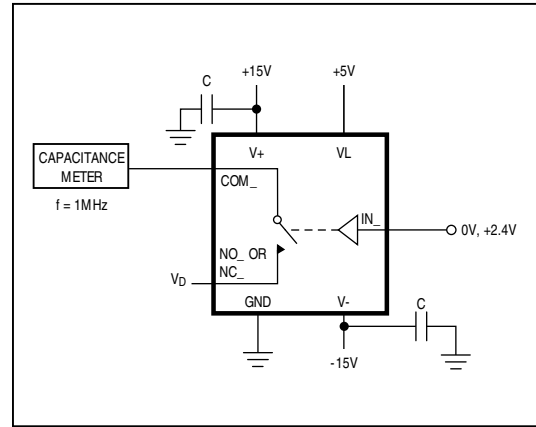 C
+15V
+5V
V+
VL
CAPACITANCE
METER
COM_
f = 1MHz
IN_
0V, +2.4V
NO_ OR
NC_
VD
GND
V-
C
-15V